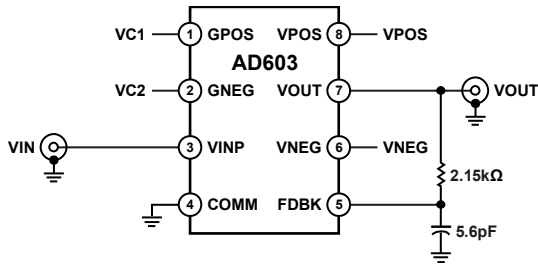 VC1 1 GPOS VPOS 8 VPOS
AD603
VC2 2 GNEG VOUT 7 VOUT
VIN 3 VINP VNEG 6 VNEG
2.15kΩ
4 COMM FDBK 5
5.6pF